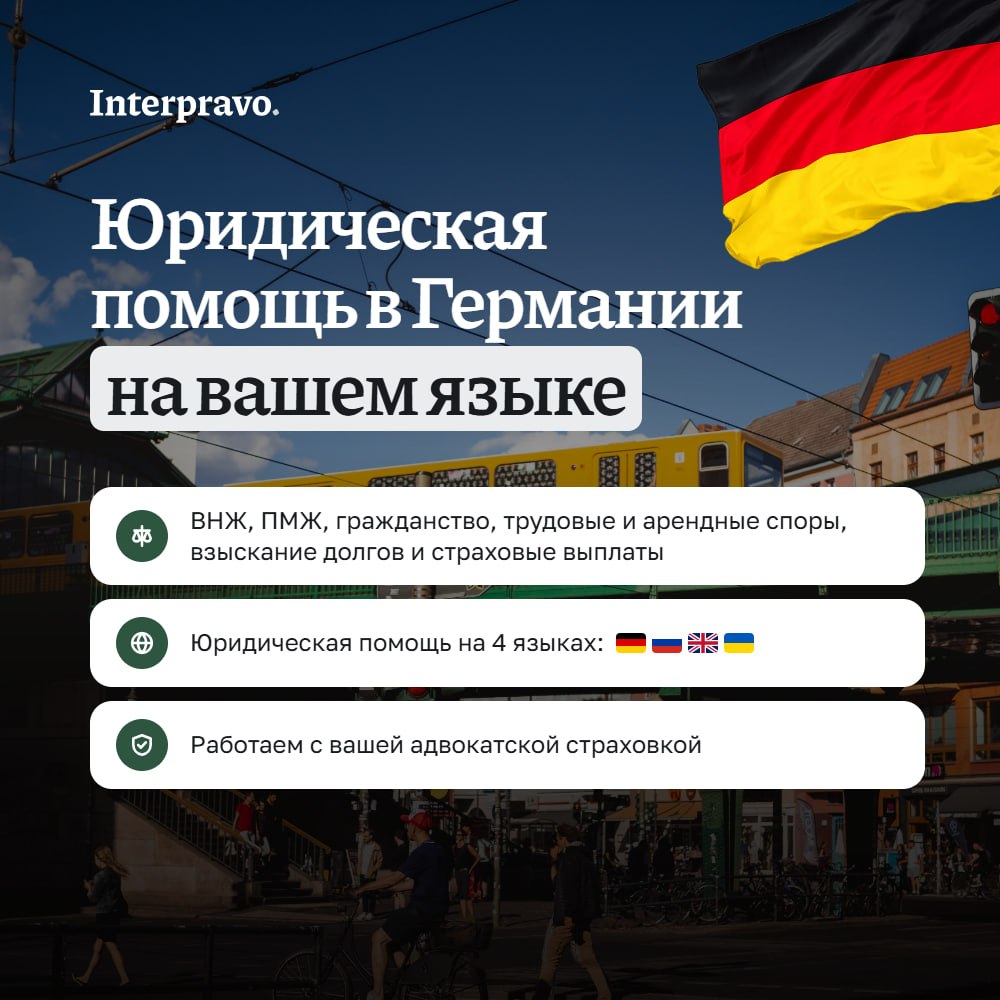 Interpravo.
Юридическая
помощь в Германии
на вашем языке
ВНЖ, ПМЖ, гражданство, трудовые и арендные споры,
взыскание долгов и страховые выплаты
Юридическая помощь на 4 языках:
Работаем с вашей адвокатской страховкой